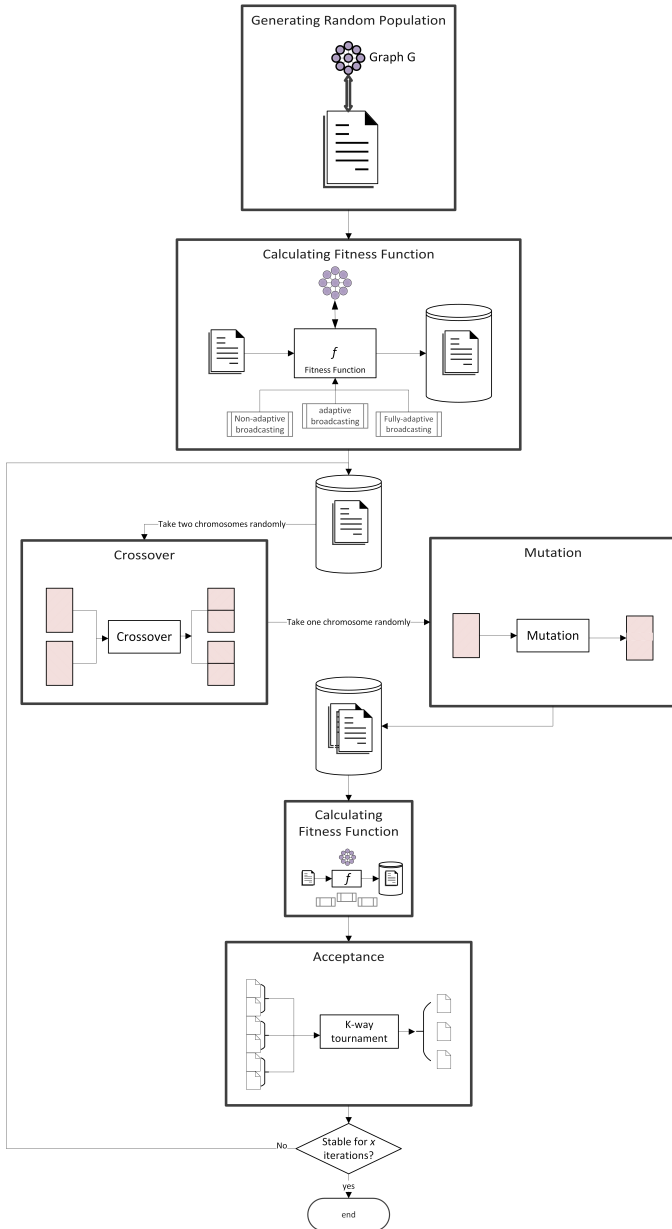 Generating Random Population
Graph G
Calculating Fitness Function
f
Fitness Function
Non-adaptive
broadcasting
adaptive
broadcasting
Fully-adaptive
broadcasting
Take two chromosomes randomly
Crossover
Crossover
Take one chromosome randomly
Mutation
Mutation
Calculating
Fitness Function
f
Acceptance
K-way
tournament
Stable for x
iterations?
No
yes
end